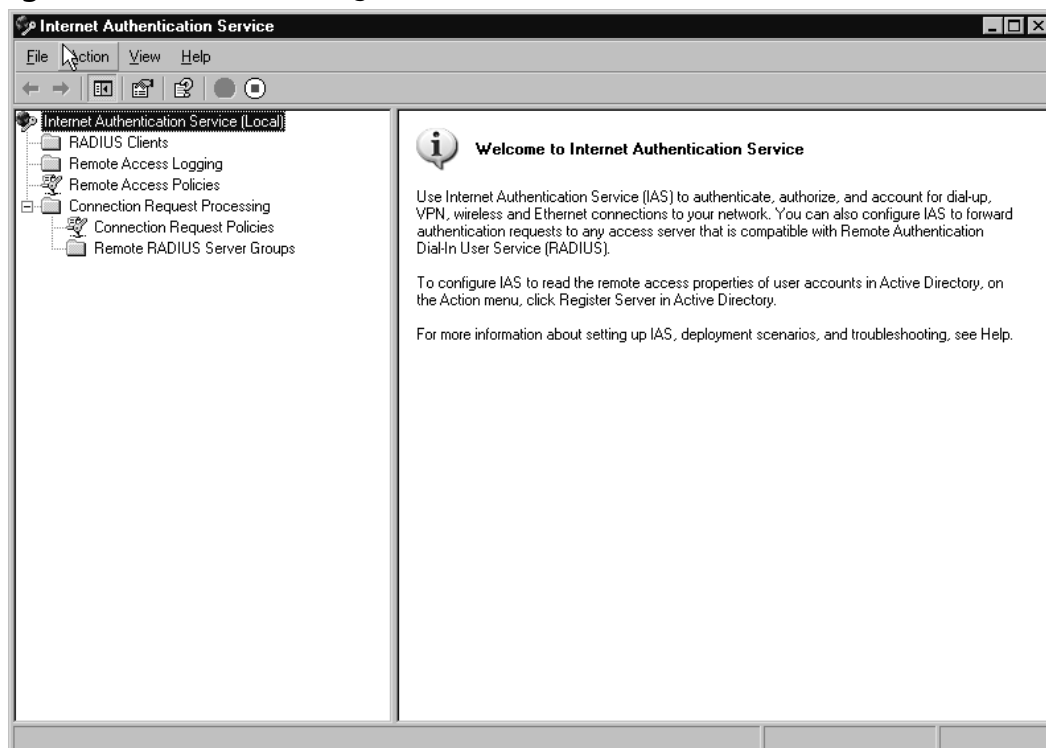 Internet Authentication Service
File Action View Help
Internet Authentication Service (Local)
RADIUS Clients
Remote Access Logging
Remote Access Policies
Connection Request Processing
Connection Request Policies
Remote RADIUS Server Groups
Welcome to Internet Authentication Service
Use Internet Authentication Service (IAS) to authenticate, authorize, and account for dial-up,
VPN, wireless and Ethernet connections to your network. You can also configure IAS to forward
authentication requests to any access server that is compatible with Remote Authentication
Dial-In User Service (RADIUS).
To configure IAS to read the remote access properties of user accounts in Active Directory, on
the Action menu, click Register Server in Active Directory.
For more information about setting up IAS, deployment scenarios, and troubleshooting, see Help.